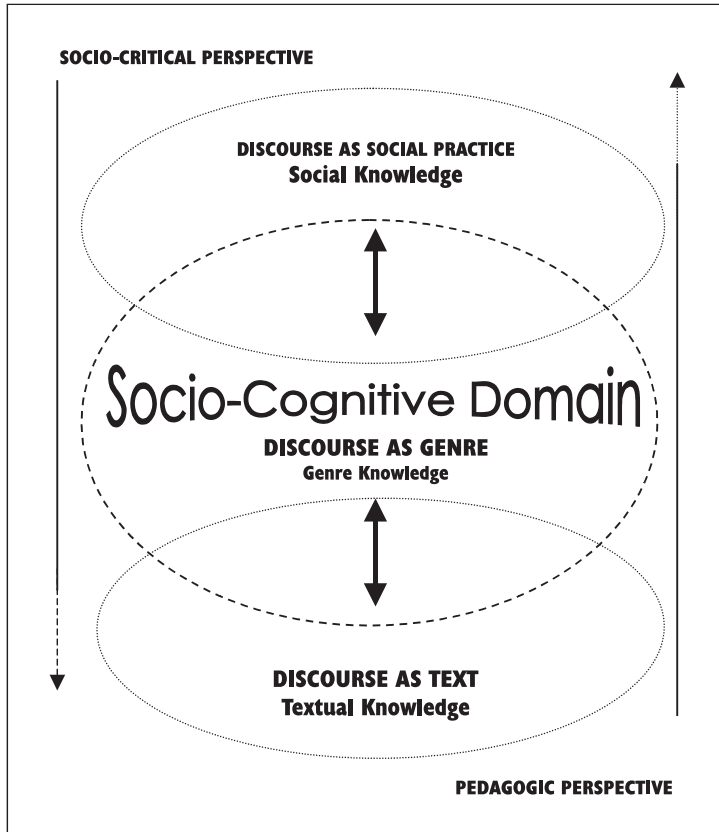 SOCIO-CRITICAL PERSPECTIVE
DISCOURSE AS SOCIAL PRACTICE
Social Knowledge
Socio-Cognitive Domain
DISCOURSE AS GENRE
Genre Knowledge
DISCOURSE AS TEXT
Textual Knowledge
PEDAGOGIC PERSPECTIVE